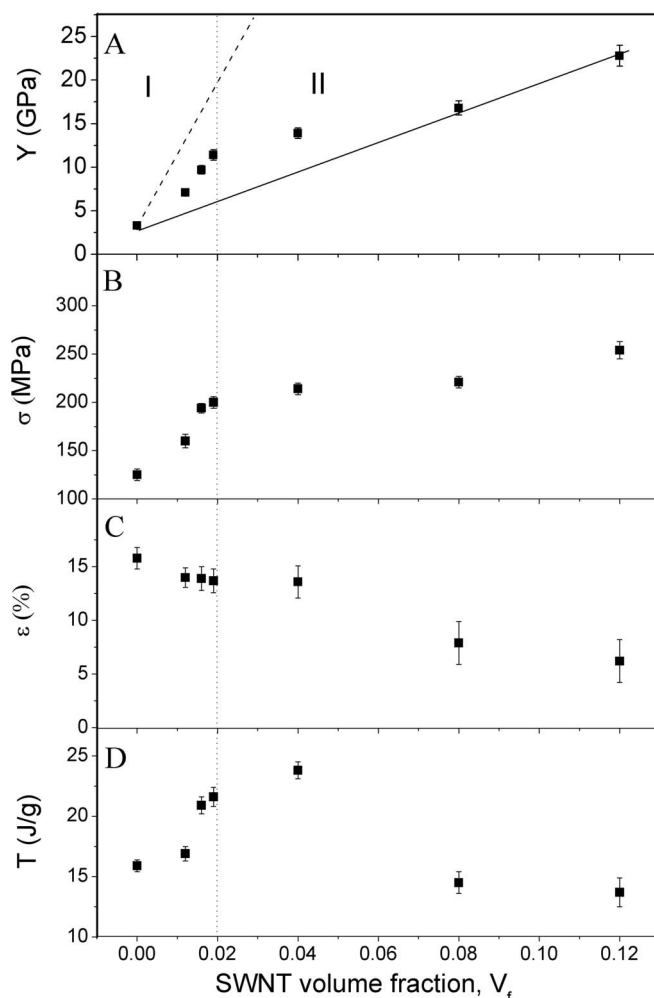 A
I
II
Y (GPa)
25
20
15
10
5
0
B
σ (MPa)
300
250
200
150
100
C
ε (%)
15
10
5
0
D
T (J/g)
25
20
15
10
0.00 0.02 0.04 0.06 0.08 0.10 0.12
SWNT volume fraction, Vf